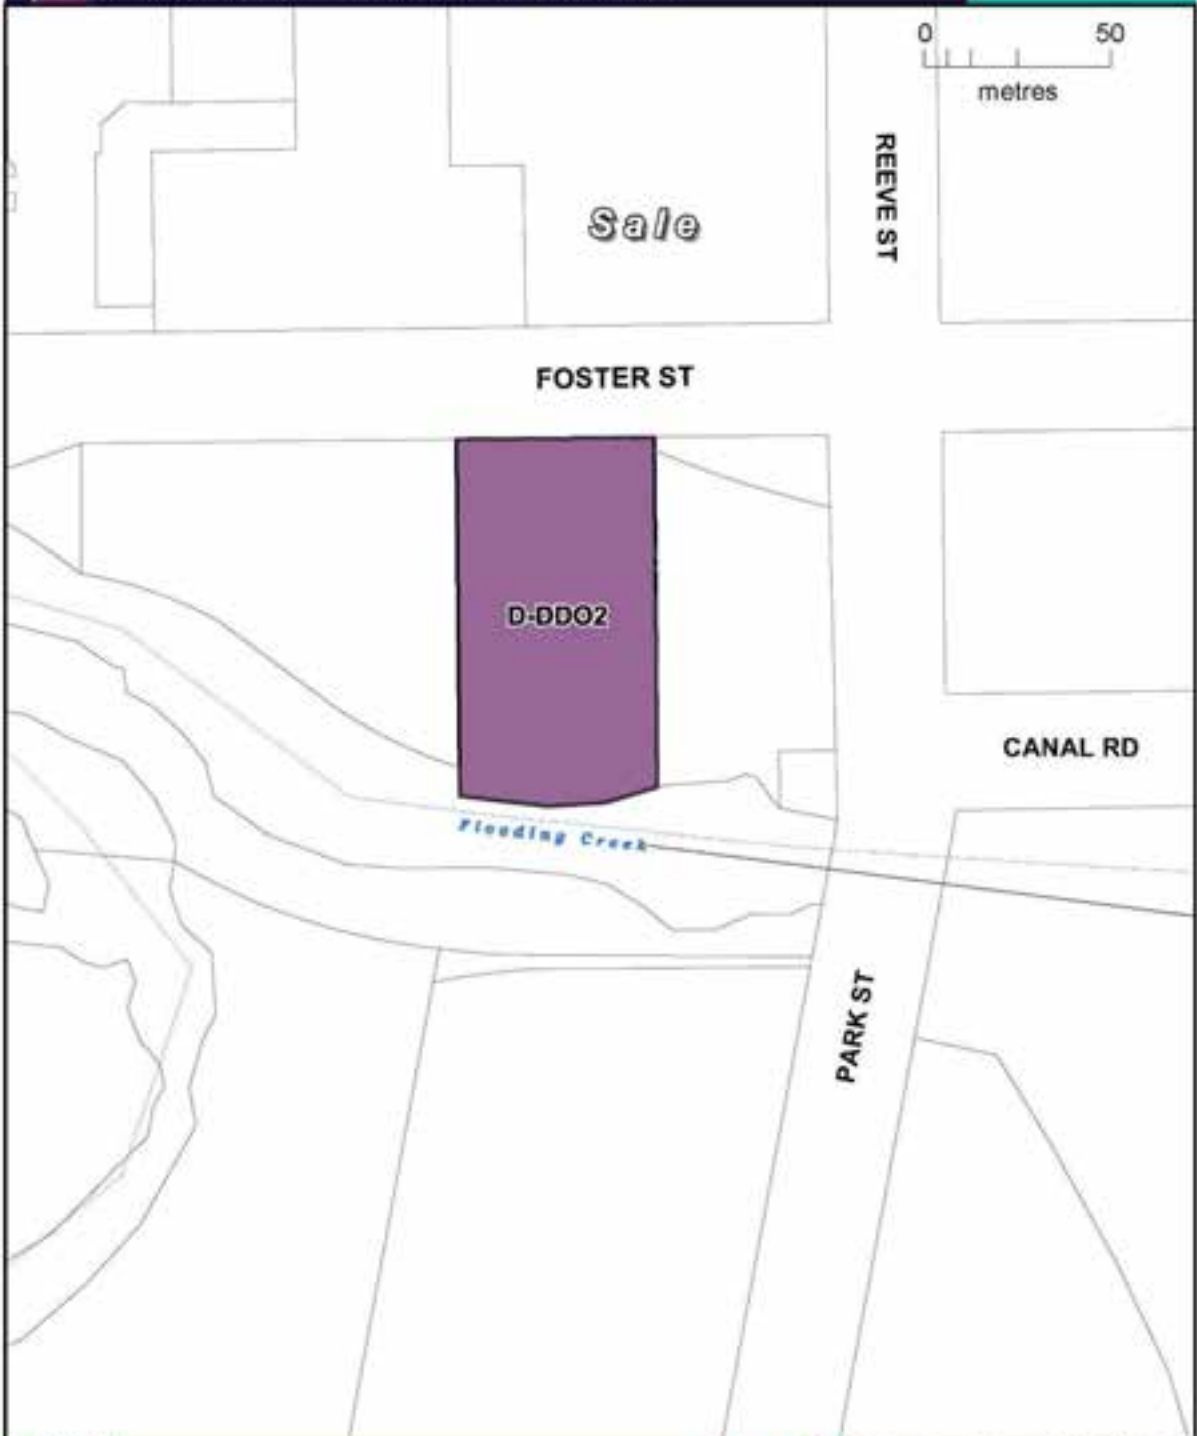 0 50
metres
REEVE ST
Sale
FOSTER ST
D-DDO2
CANAL RD
Flooding Creek
PARK ST